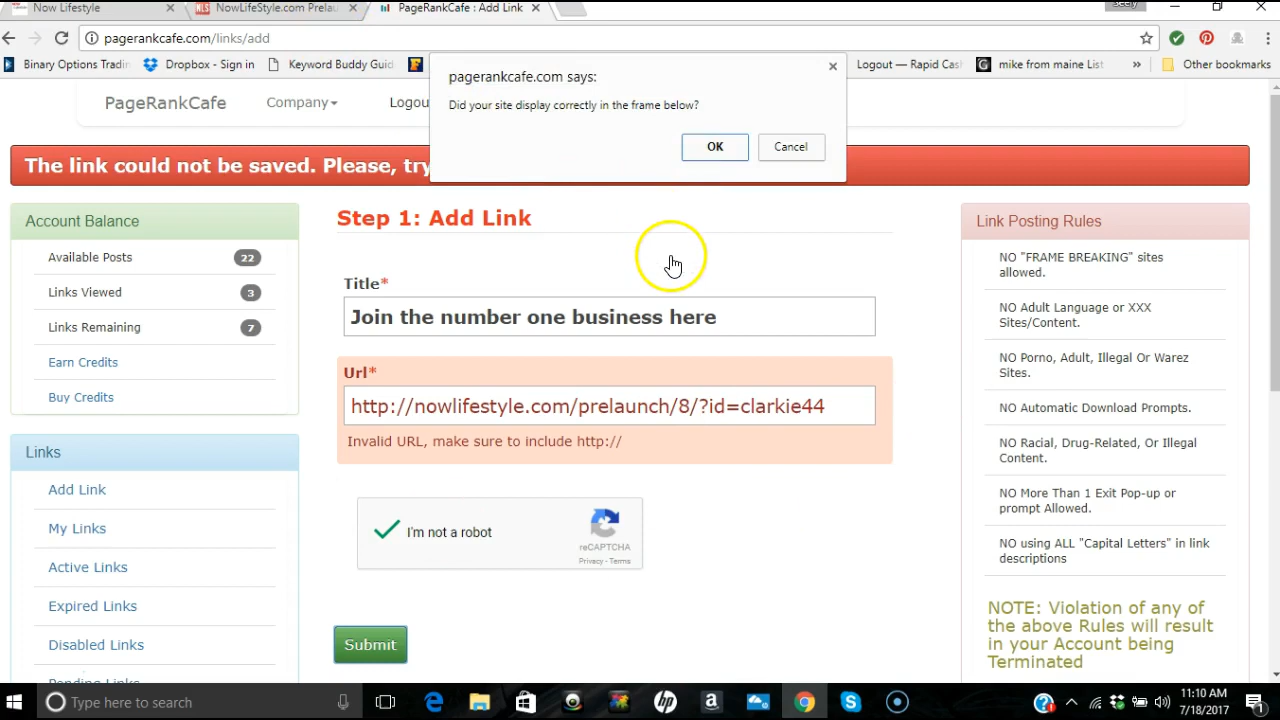 Now Lifestyle
NowLifeStyle.com Prelau
PageRankCafe : Add Link
Seely
pagerankcafe.com/links/add
Binary Options Tradin
Dropbox - Sign in
Keyword Buddy Guid
Logout — Rapid Cas
mike from maine List
Other bookmarks
pagerankcafe.com says:
Did your site display correctly in the frame below?
OK
Cancel
PageRankCafe
Company
Logou
The link could not be saved. Please, try
Account Balance
Available Posts 22
Links Viewed 3
Links Remaining 7
Earn Credits
Buy Credits
Links
Add Link
My Links
Active Links
Expired Links
Disabled Links
Pending Links
Step 1: Add Link
Title*
Join the number one business here
Url*
http://nowlifestyle.com/prelaunch/8/?id=clarkie44
Invalid URL, make sure to include http://
I'm not a robot
reCAPTCHA
Privacy - Terms
Submit
Link Posting Rules
NO "FRAME BREAKING" sites
allowed.
NO Adult Language or XXX
Sites/Content.
NO Porno, Adult, Illegal Or Warez
Sites.
NO Automatic Download Prompts.
NO Racial, Drug-Related, Or Illegal
Content.
NO More Than 1 Exit Pop-up or
prompt Allowed.
NO using ALL "Capital Letters" in link
descriptions
NOTE: Violation of any of
the above Rules will result
in your Account being
Terminated
Type here to search
11:10 AM
7/18/2017